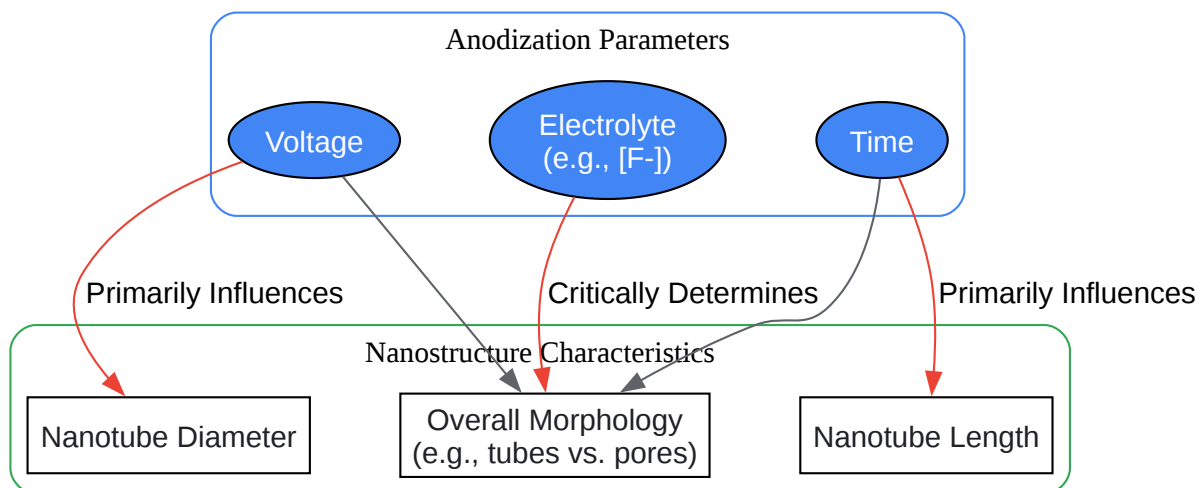 Anodization Parameters
Voltage
Electrolyte
(e.g., [F-])
Time
Primarily Influences
Critically Determines
Primarily Influences
Nanostructure Characteristics
Nanotube Diameter
Overall Morphology
(e.g., tubes vs. pores)
Nanotube Length